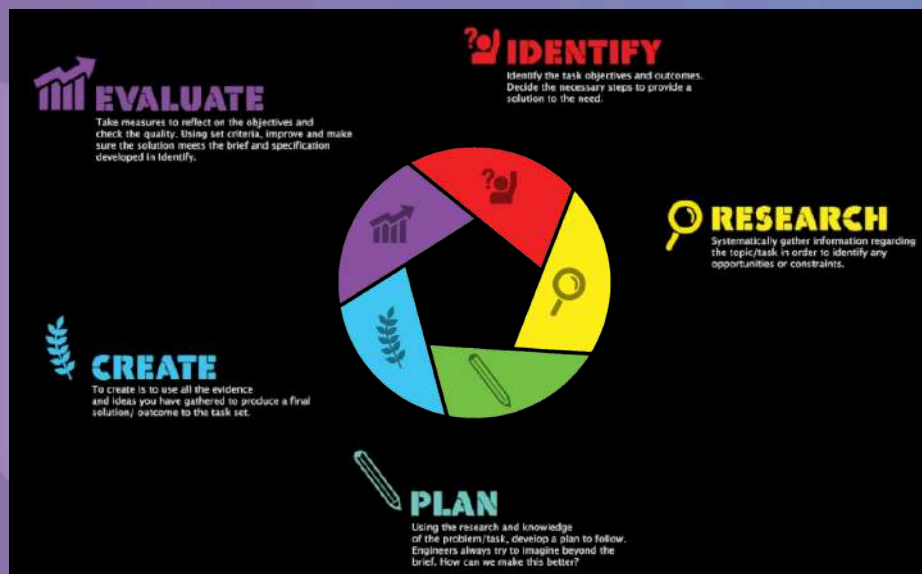 IDENTIFY
Identify the task objectives and outcomes.
Decide the necessary steps to provide a
solution to the need.
RESEARCH
Systematically gather information regarding
the topic/task in order to identify any
opportunities or constraints.
PLAN
Using the research and knowledge
of the problem/task, develop a plan to follow.
Engineers always try to imagine beyond the
brief. How can we make this better?
CREATE
To create is to use all the evidence
and ideas you have gathered to produce a final
solution/ outcome to the task set.
EVALUATE
Take measures to reflect on the objectives and
check the quality. Using set criteria, improve and make
sure the solution meets the brief and specification
developed in Identify.